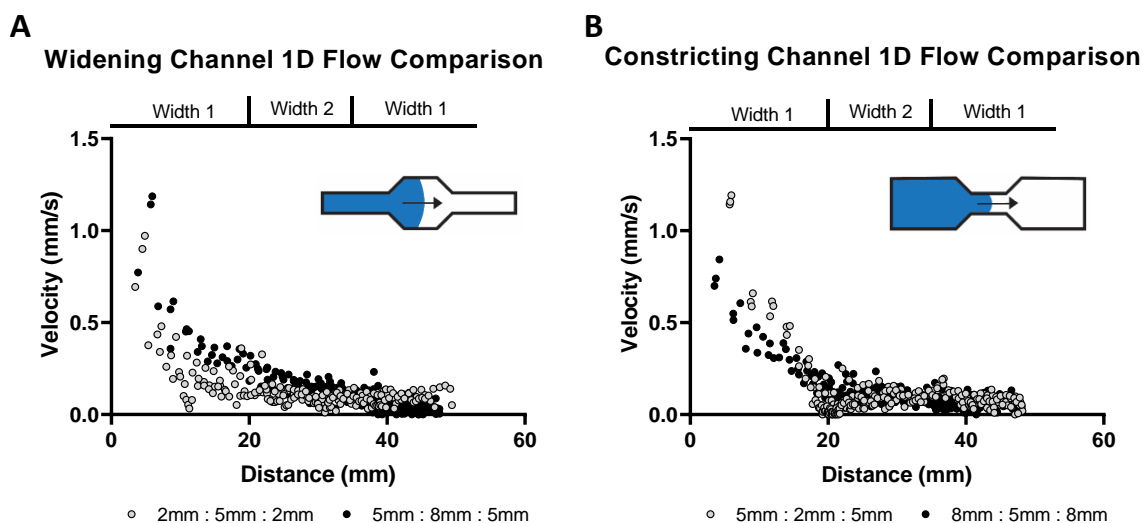 A
Widening Channel 1D Flow Comparison
Width 1
Width 2
Width 1
1.5
1.0
0.5
0.0
Velocity (mm/s)
0
20
40
60
Distance (mm)
2mm : 5mm : 2mm
5mm : 8mm : 5mm
B
Constricting Channel 1D Flow Comparison
Width 1
Width 2
Width 1
1.5
1.0
0.5
0.0
Velocity (mm/s)
0
20
40
60
Distance (mm)
5mm : 2mm : 5mm
8mm : 5mm : 8mm